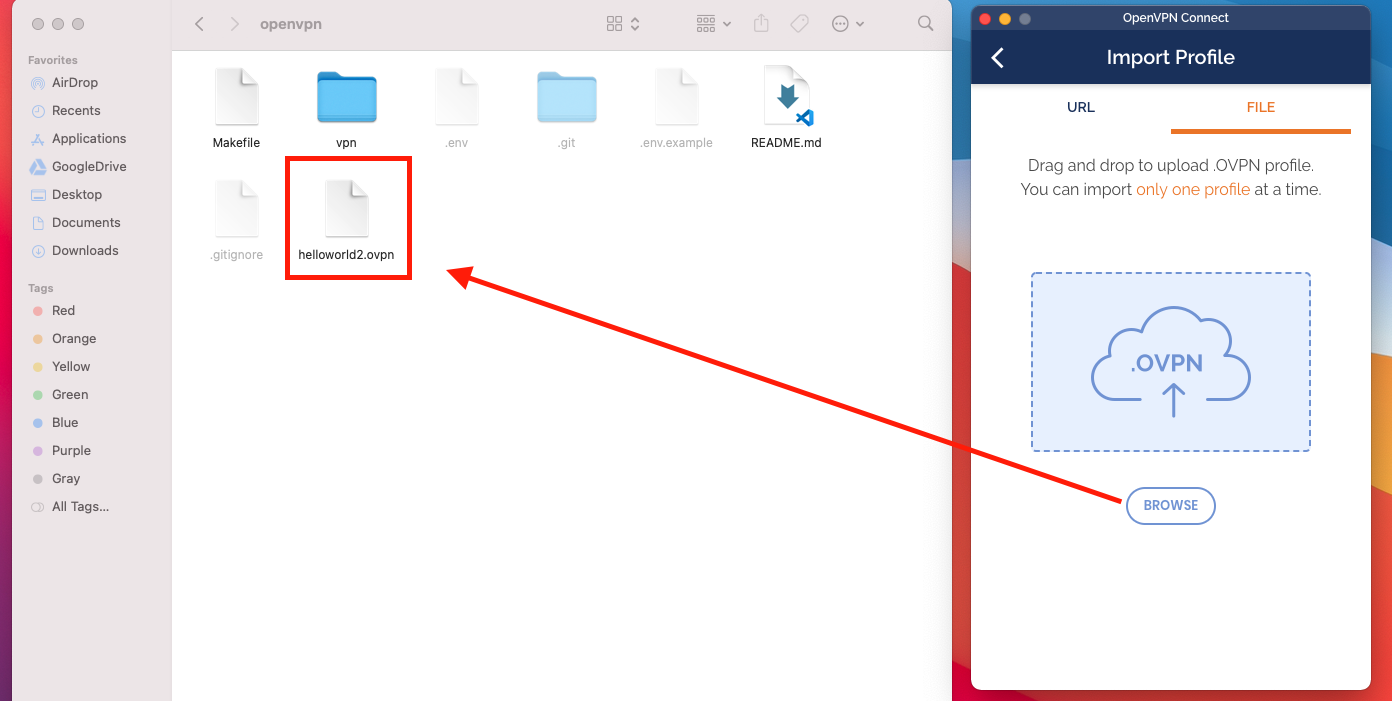 openvpn
Favorites
AirDrop
Recents
Applications
GoogleDrive
Desktop
Documents
Downloads
Tags
Red
Orange
Yellow
Green
Blue
Purple
Gray
All Tags...
Makefile
vpn
.env
.git
.env.example
README.md
.gitignore
helloworld2.ovpn
OpenVPN Connect
Import Profile
URL
FILE
Drag and drop to upload .OVPN profile.
You can import only one profile at a time.
.OVPN
BROWSE